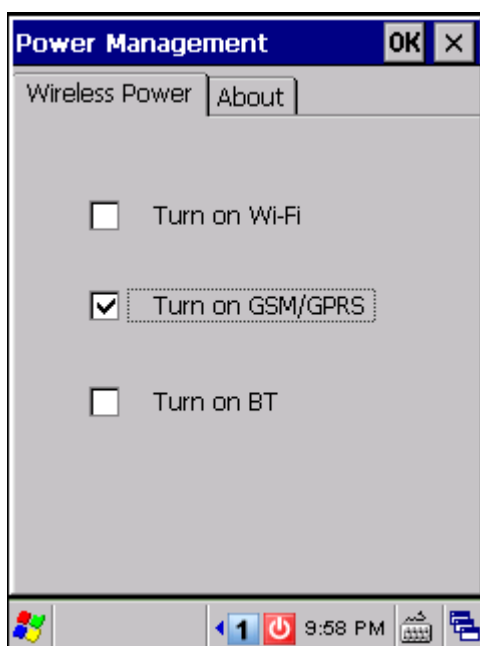 Power Management OK ×
Wireless Power About
Turn on Wi-Fi
Turn on GSM/GPRS
Turn on BT
1 9:58 PM